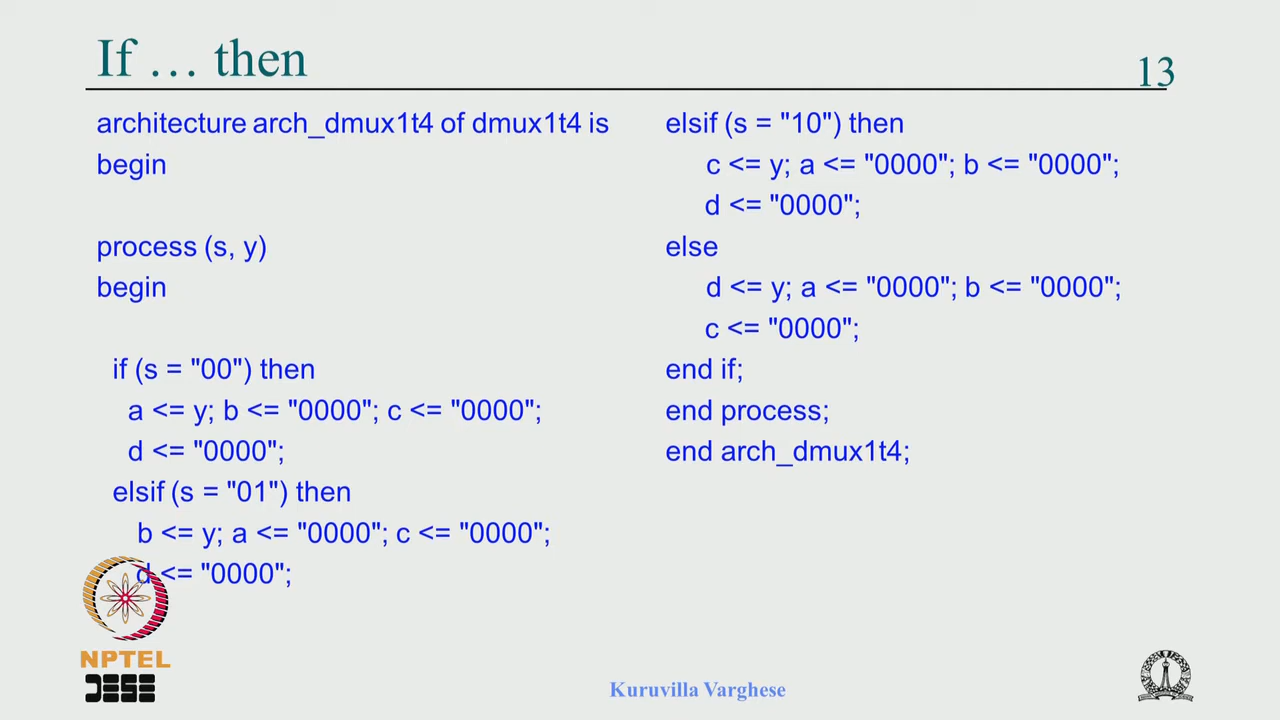 If … then
13
architecture arch_dmux1t4 of dmux1t4 is
begin
process (s, y)
begin
if (s = "00") then
a <= y; b <= "0000"; c <= "0000";
d <= "0000";
elsif (s = "01") then
b <= y; a <= "0000"; c <= "0000";
d <= "0000";
elsif (s = "10") then
c <= y; a <= "0000"; b <= "0000";
d <= "0000";
else
d <= y; a <= "0000"; b <= "0000";
c <= "0000";
end if;
end process;
end arch_dmux1t4;
NPTEL
Kuruvilla Varghese